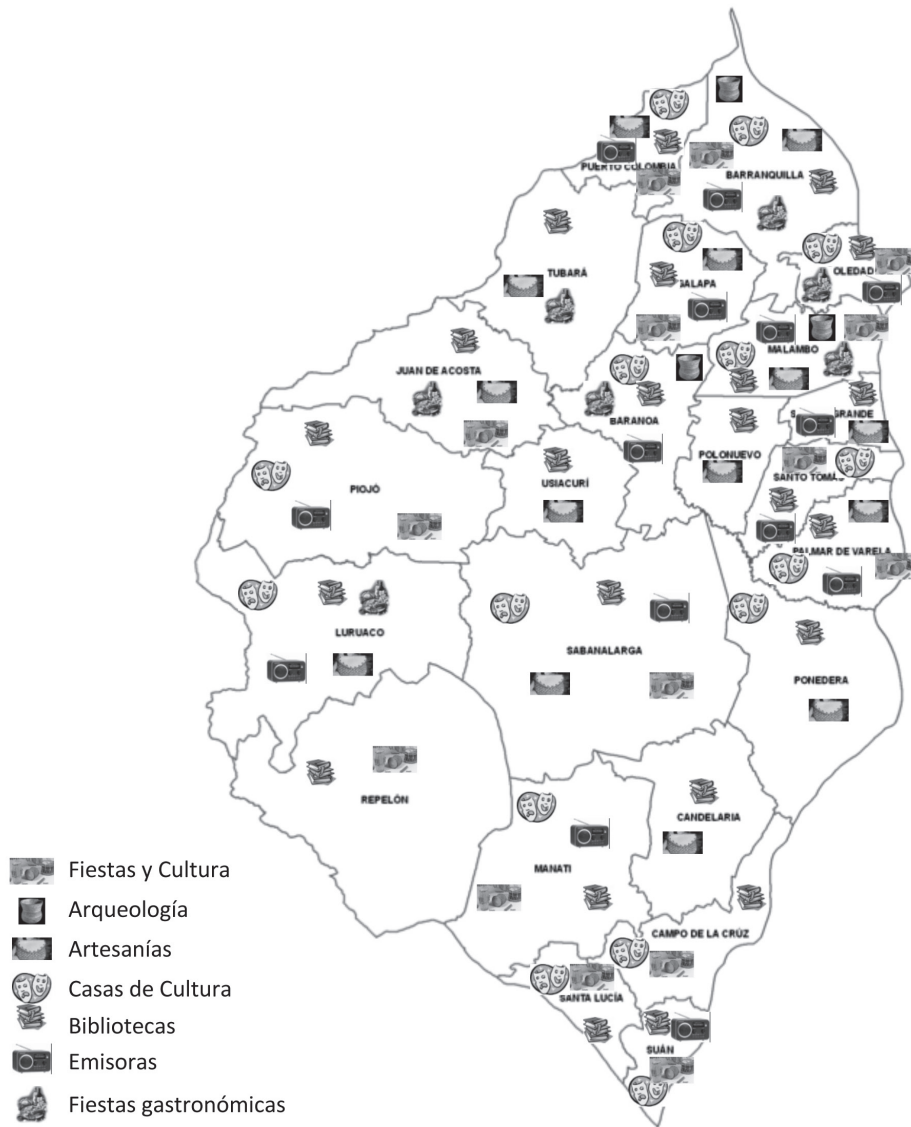 PUERTO COLOMBIA
BARRANQUILLA
TUBARÁ
GALAPA
OLEDAD
MALAMBO
JUAN DE ACOSTA
BARANOA
GRANDE
POLONUEVO
SANTO TOMÁS
USIACURÍ
PIOJÓ
PALMAR DE VARELA
LURUACO
SABANALARGA
PONEDERA
REPELÓN
CANDELARIA
MANATI
CAMPO DE LA CRÚZ
SANTA LUCÍA
SUÁN
Fiestas y Cultura
Arqueología
Artesanías
Casas de Cultura
Bibliotecas
Emisoras
Fiestas gastronómicas